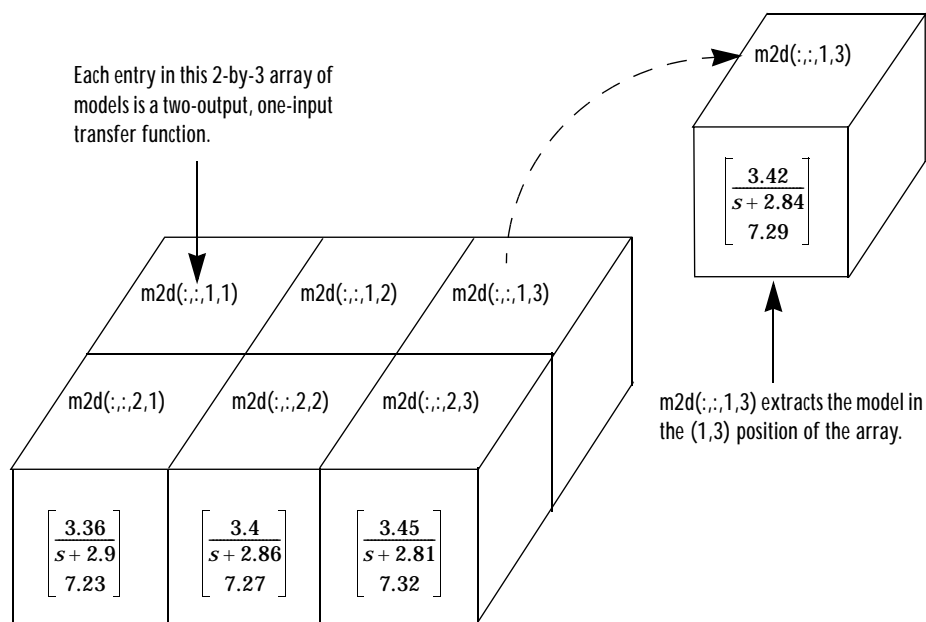 Each entry in this 2-by-3 array of
models is a two-output, one-input
transfer function.
m2d(:,:,1,3)
3.42
s + 2.84
7.29
m2d(:,:,1,1)
m2d(:,:,1,2)
m2d(:,:,1,3)
m2d(:,:,2,1)
m2d(:,:,2,2)
m2d(:,:,2,3)
m2d(:,:,1,3) extracts the model in
the (1,3) position of the array.
3.36
s + 2.9
7.23
3.4
s + 2.86
7.27
3.45
s + 2.81
7.32